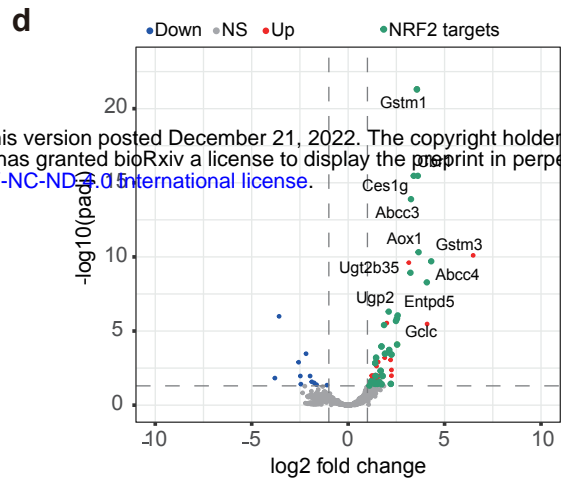 d
Down NS Up NRF2 targets
Gstm1
his version posted December 21, 2022. The copyright holder
has granted bioRxiv a license to display the preprint in perpe
-NC-ND 4.0 International license.
Ces1g
Abcc3
Aox1
Gstm3
Ugt2b35
Abcc4
Ugp2
Entpd5
Gclc
-log10(padj)
20
15
10
5
0
-10 -5 0 5 10
log2 fold change